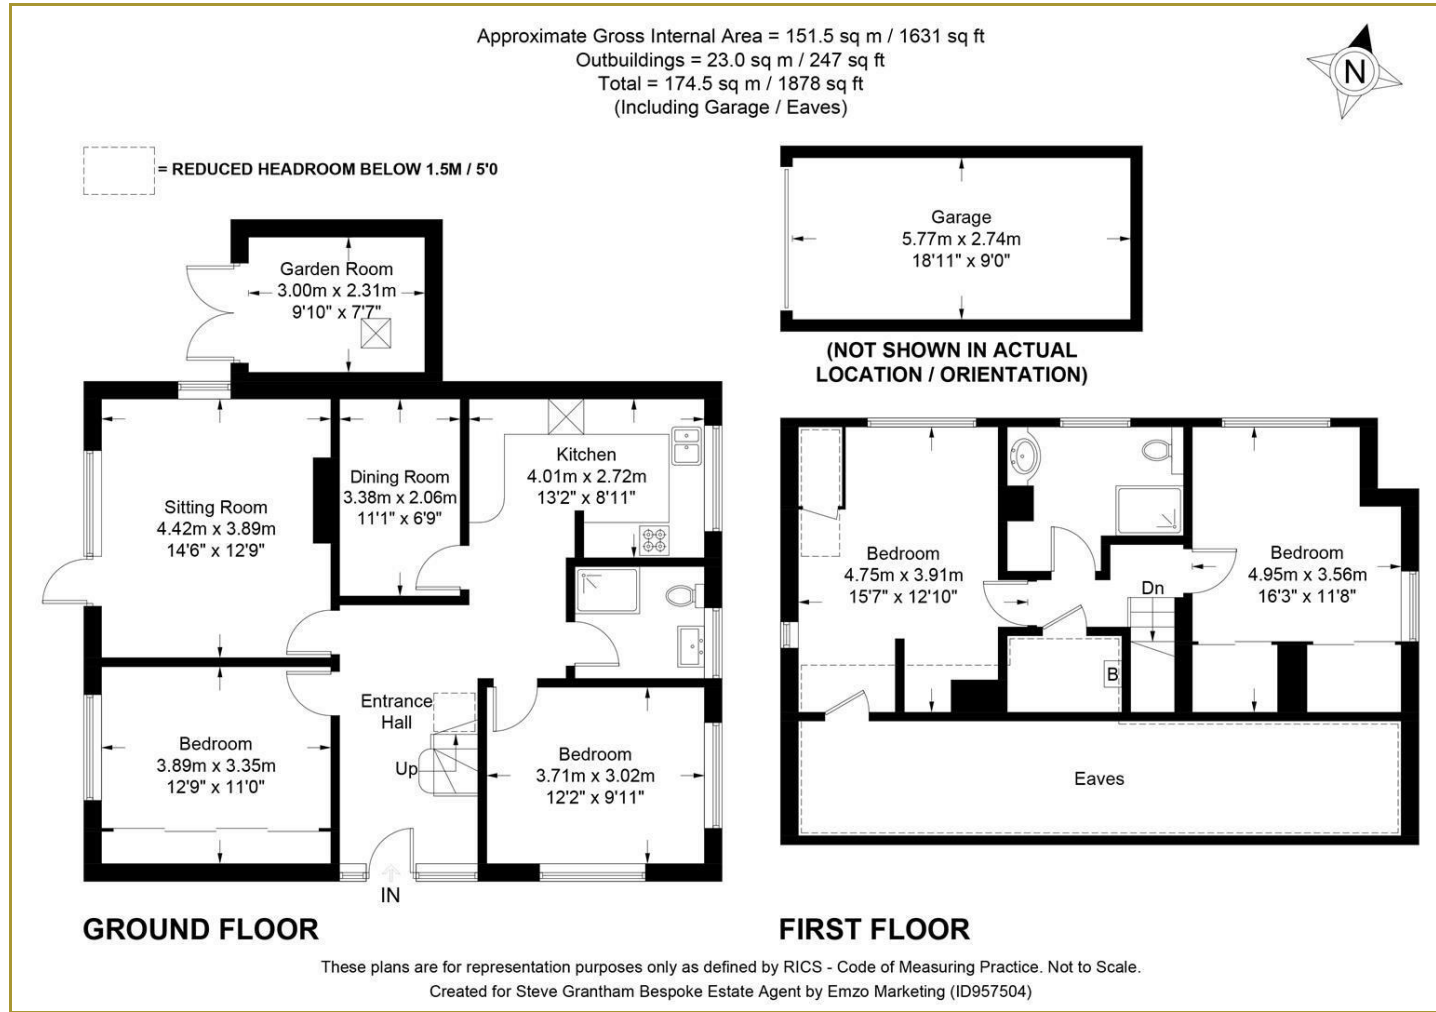 Approximate Gross Internal Area = 151.5 sq m / 1631 sq ft
Outbuildings = 23.0 sq m / 247 sq ft
Total = 174.5 sq m / 1878 sq ft
(Including Garage / Eaves)
N
= REDUCED HEADROOM BELOW 1.5M / 5'0
Garden Room
3.00m x 2.31m
9'10" x 7'7"
Garage
5.77m x 2.74m
18'11" x 9'0"
(NOT SHOWN IN ACTUAL
LOCATION / ORIENTATION)
Sitting Room
4.42m x 3.89m
14'6" x 12'9"
Dining Room
3.38m x 2.06m
11'1" x 6'9"
Kitchen
4.01m x 2.72m
13'2" x 8'11"
Entrance
Hall
Up
Bedroom
3.89m x 3.35m
12'9" x 11'0"
Bedroom
3.71m x 3.02m
12'2" x 9'11"
IN
Bedroom
4.75m x 3.91m
15'7" x 12'10"
Dn
B
Bedroom
4.95m x 3.56m
16'3" x 11'8"
Eaves
GROUND FLOOR
FIRST FLOOR
These plans are for representation purposes only as defined by RICS - Code of Measuring Practice. Not to Scale.
Created for Steve Grantham Bespoke Estate Agent by Emzo Marketing (ID957504)